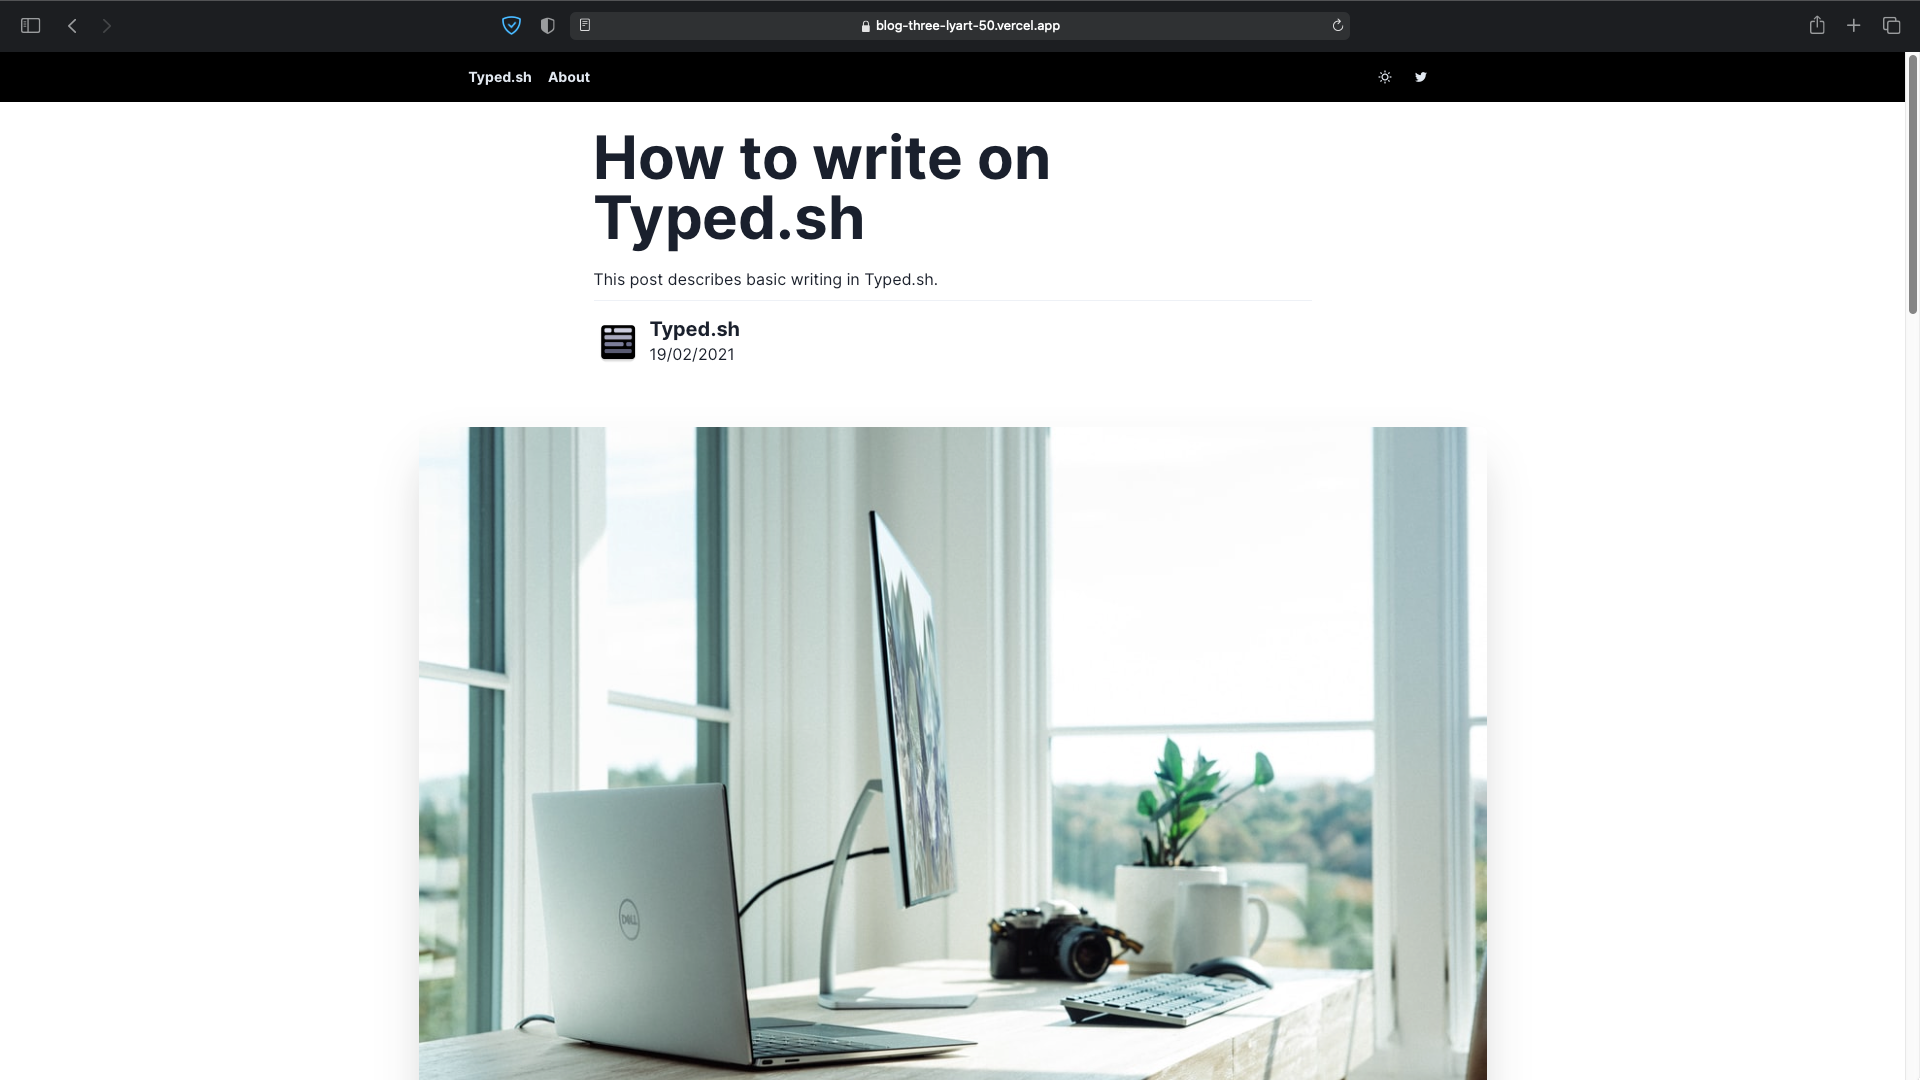 blog-three-lyart-50.vercel.app
Typed.sh About
How to write on
Typed.sh
This post describes basic writing in Typed.sh.
Typed.sh
19/02/2021
DELL